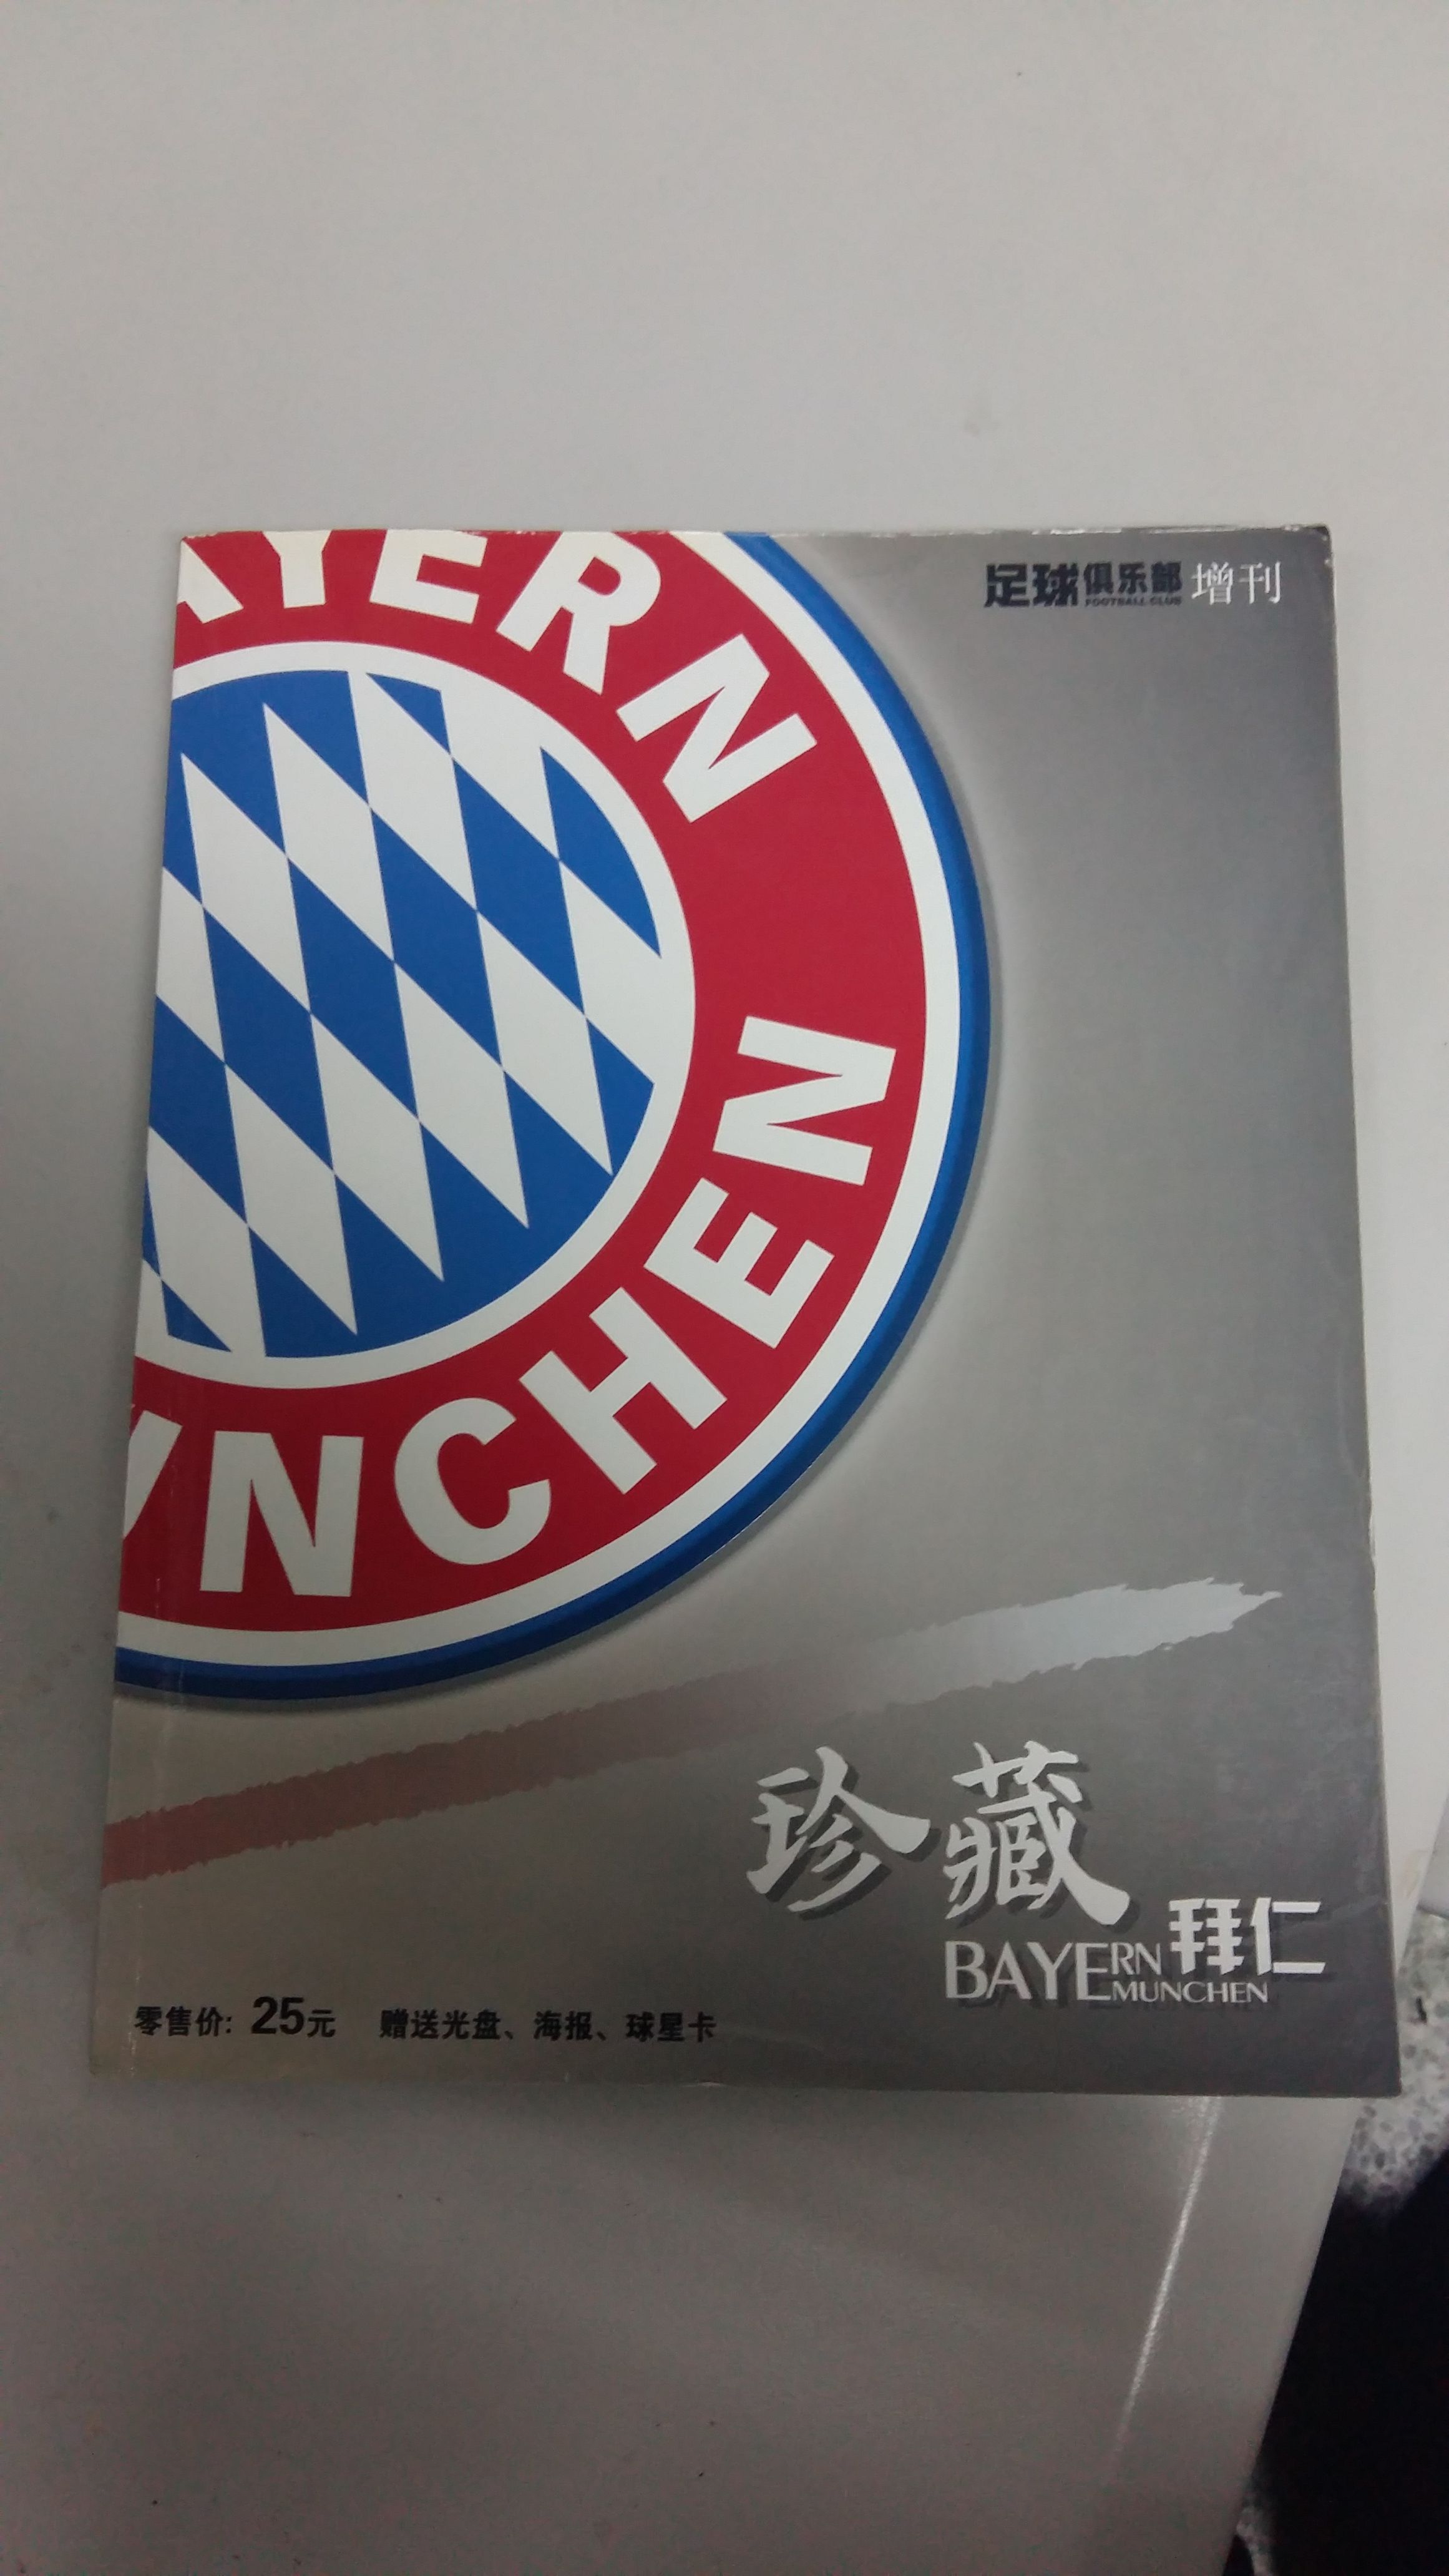 AYERN
YNCHEN
足球俱乐部增刊
FOOTBALL CLUB
珍藏
拜仁
BAYERN
MUNCHEN
零售价: 25元 赠送光盘、海报、球星卡